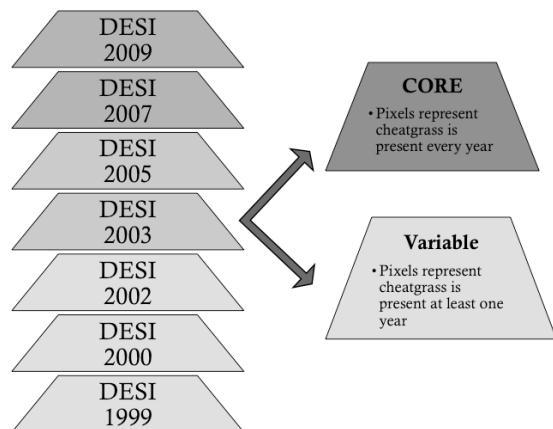 DESI
2009
DESI
2007
DESI
2005
DESI
2003
DESI
2002
DESI
2000
DESI
1999
CORE
• Pixels represent
cheatgrass is
present every year
Variable
• Pixels represent
cheatgrass is
present at least one
year